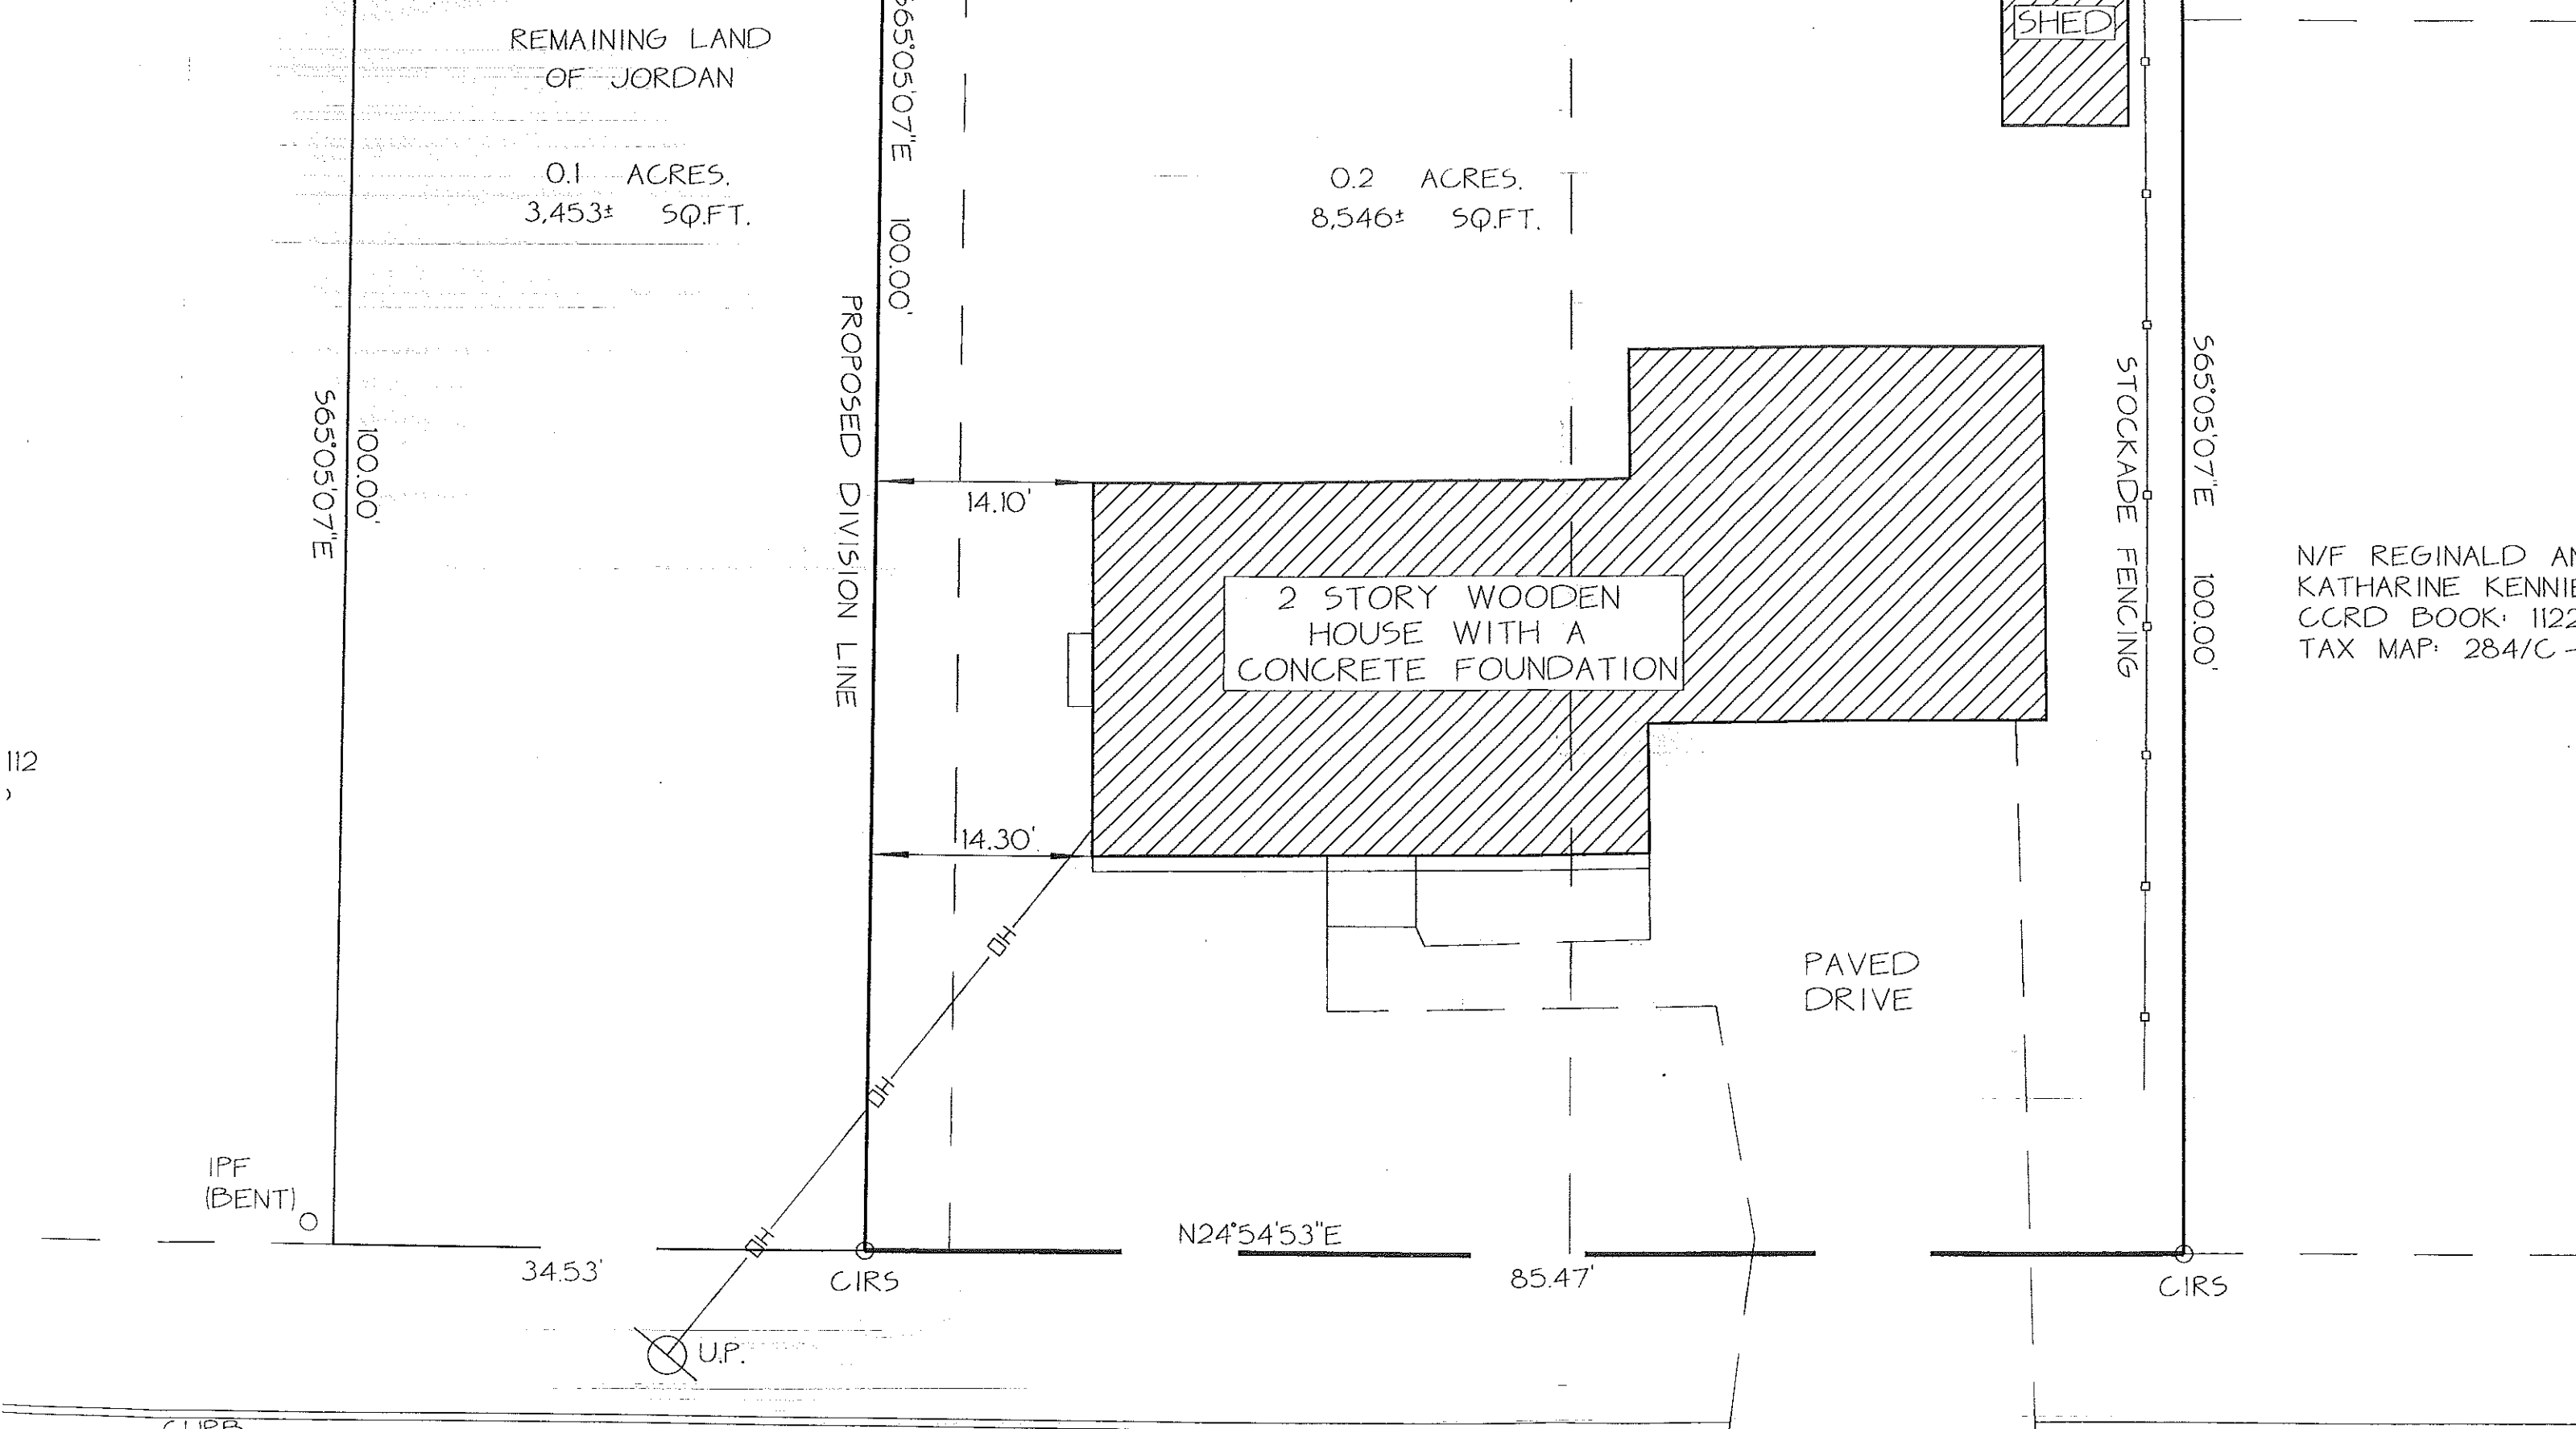 REMAINING LAND
OF JORDAN
0.1 ACRES.
3,453± SQ.FT.
S65°05'07"E 100.00'
S65°05'07"E 100.00'
PROPOSED DIVISION LINE
0.2 ACRES.
8,546± SQ.FT.
SHED
14.10'
2 STORY WOODEN
HOUSE WITH A
CONCRETE FOUNDATION
14.30'
STOCKADE FENCING
S65°05'07"E 100.00'
N/F REGINALD
KATHARINE
CCRD BOOK: 1122
TAX MAP: 284/C-
112
OH
OH
OH
PAVED
DRIVE
IPF
(BENT)
34.53'
CIRS
N24°54'53"E
85.47'
CIRS
U.P.